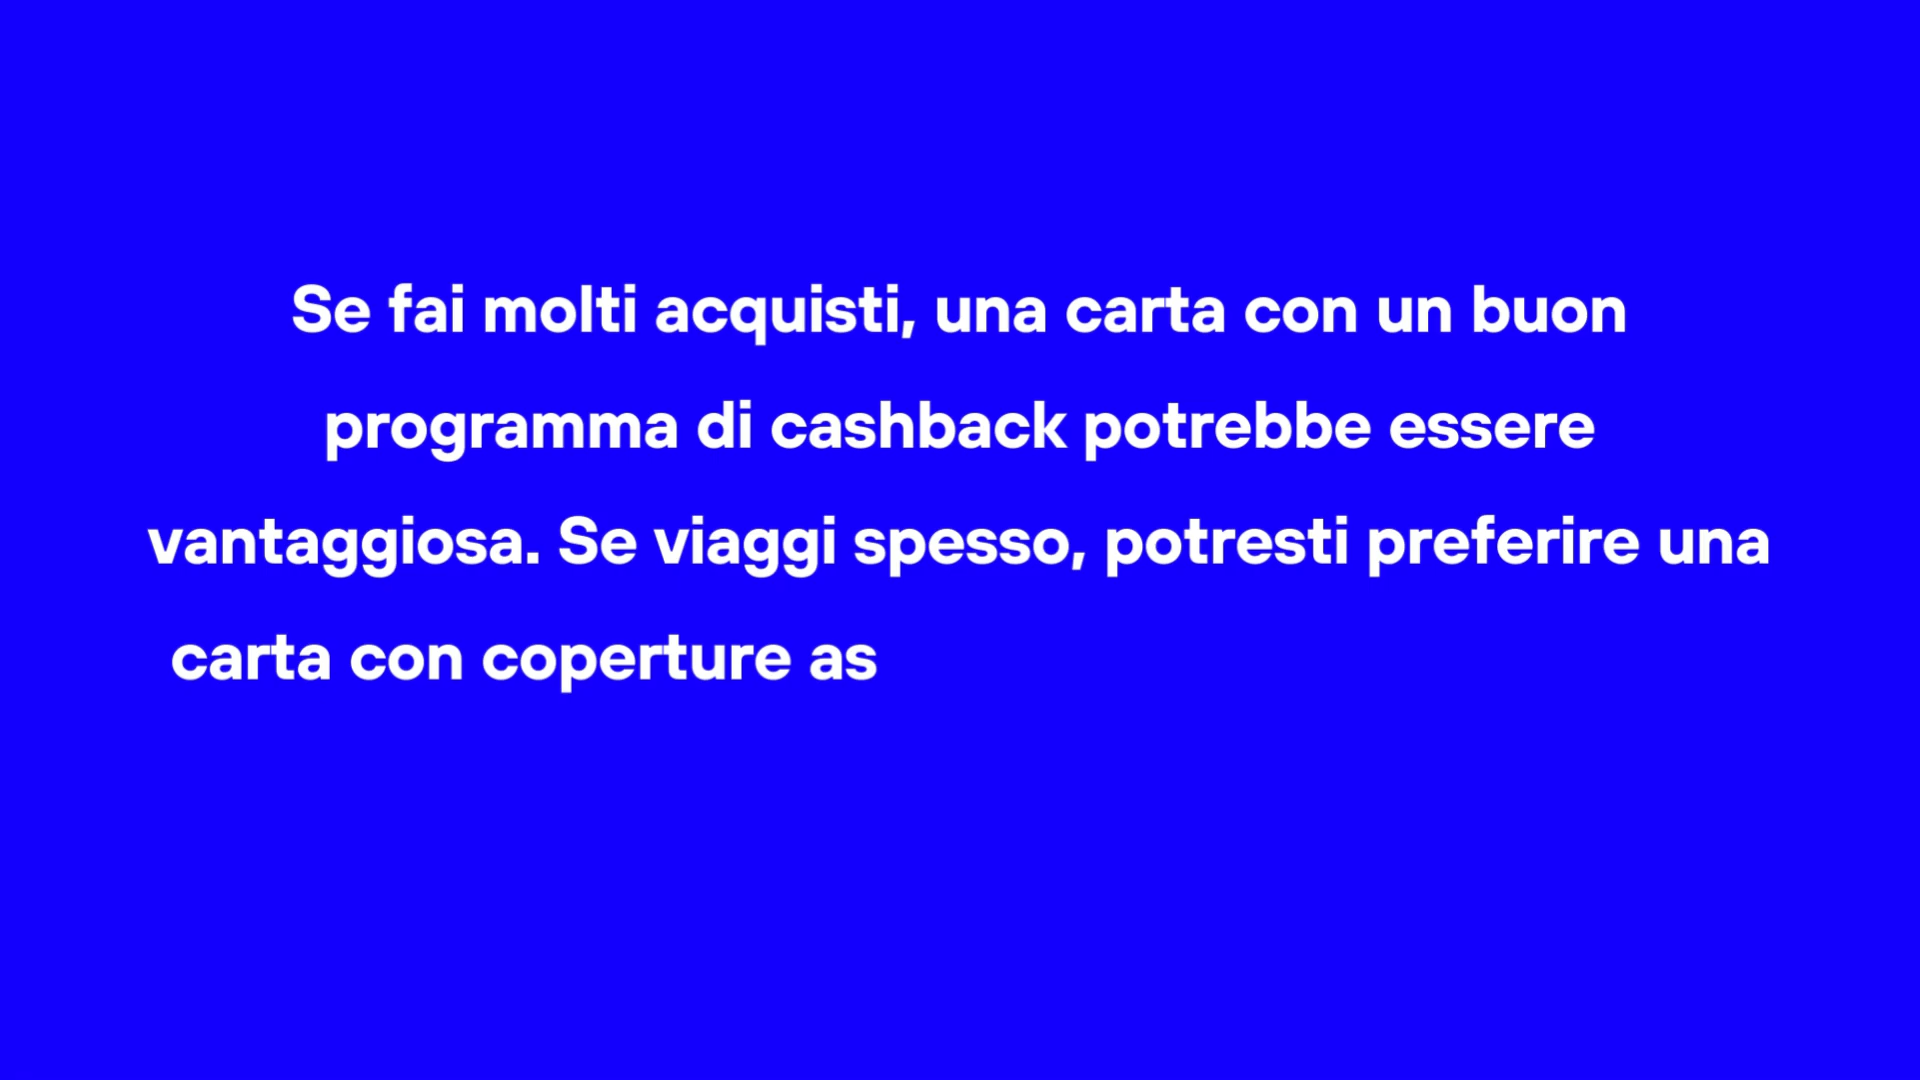 Se fai molti acquisti, una carta con un buon
programma di cashback potrebbe essere
vantaggiosa. Se viaggi spesso, potresti preferire una
carta con coperture as